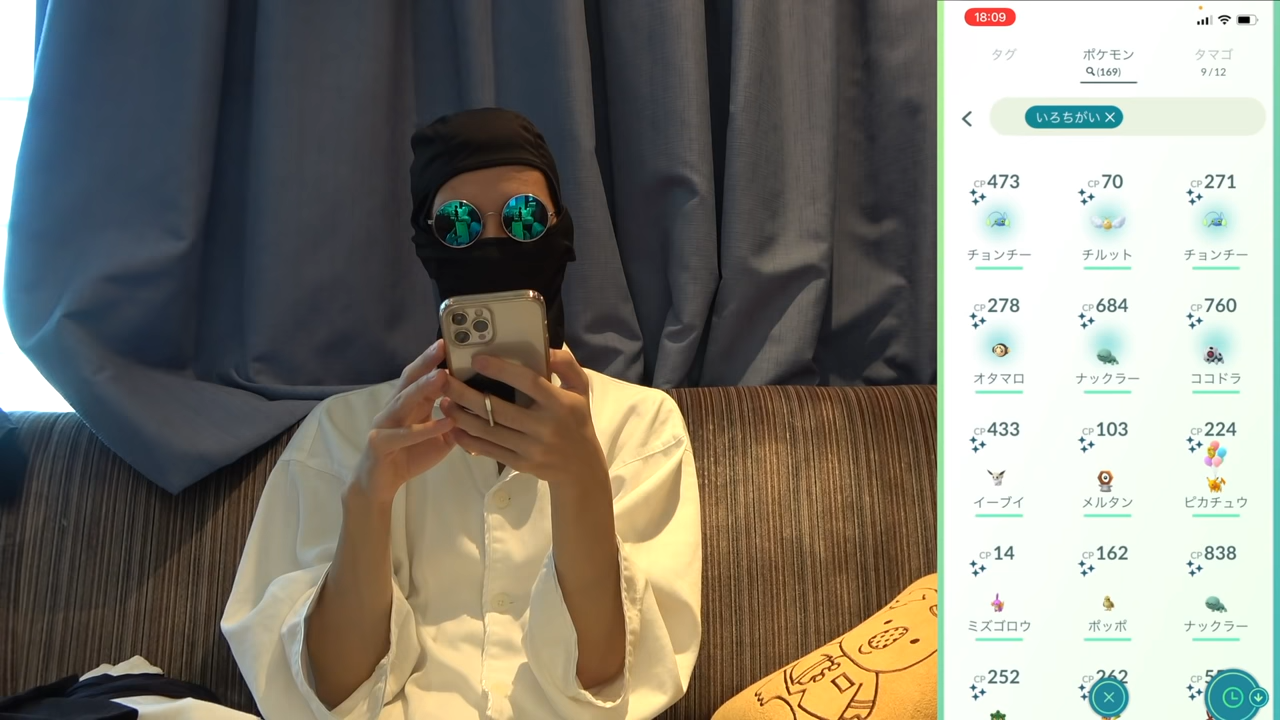 18:09
タグ
ポケモン
(169)
タマゴ
9/12
いろちがい ×
CP473
CP70
CP271
チョンチー
チルット
チョンチー
CP278
CP684
CP760
オタマロ
ナックラー
ココドラ
CP433
CP103
CP224
イーブイ
メルタン
ピカチュウ
CP14
CP162
CP838
ミズゴロウ
ポッポ
ナックラー
CP252
CP262